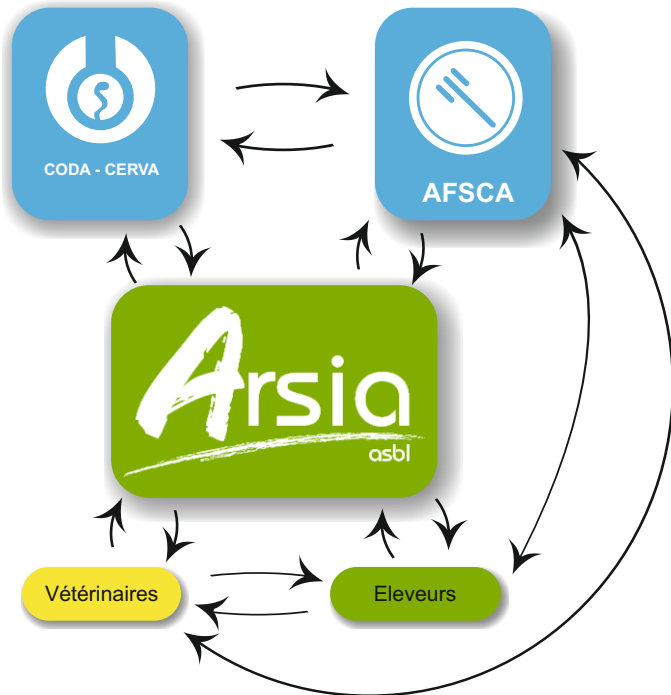 CODA - CERVA
AFSCA
Arsia
asbl
Vétérinaires
Eleveurs